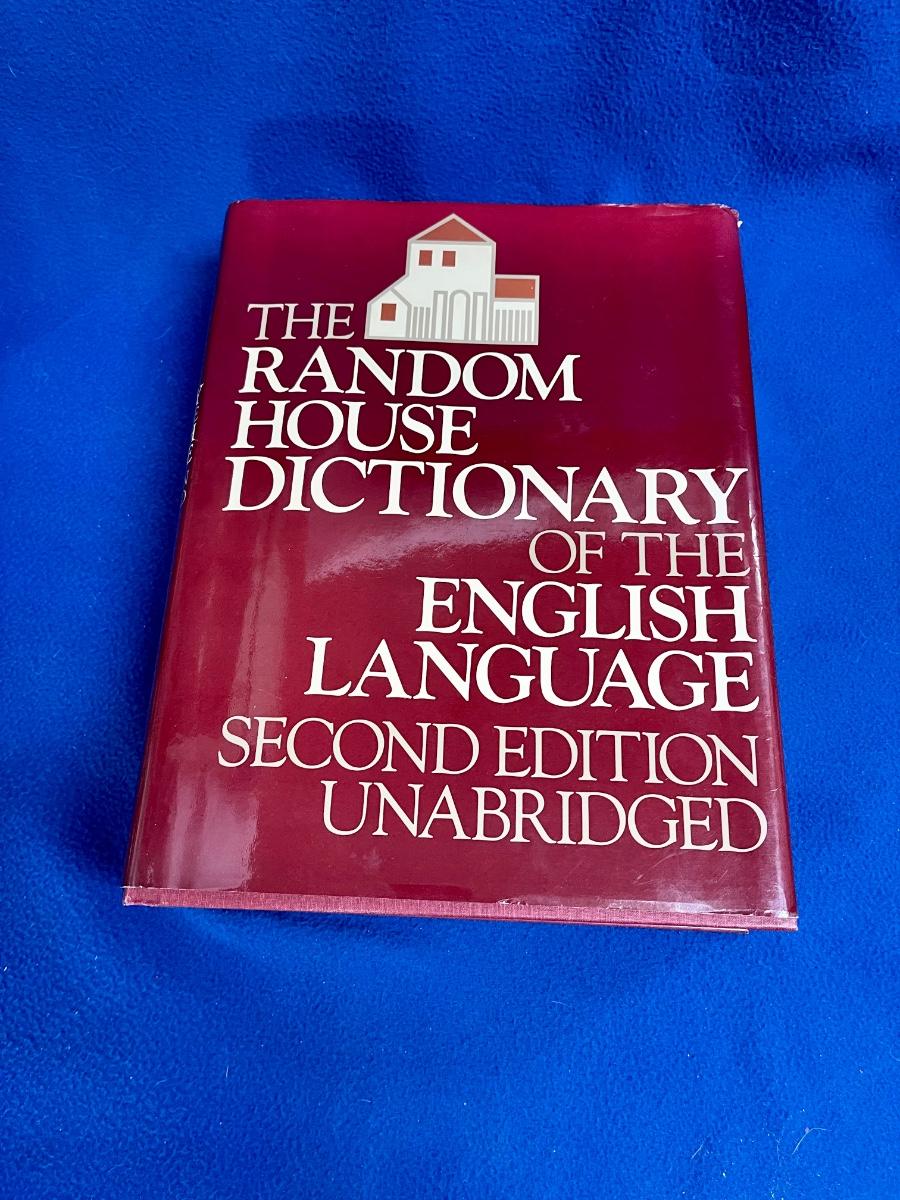 THE
RANDOM
HOUSE
DICTIONARY
OF THE
ENGLISH
LANGUAGE
SECOND EDITION
UNABRIDGED